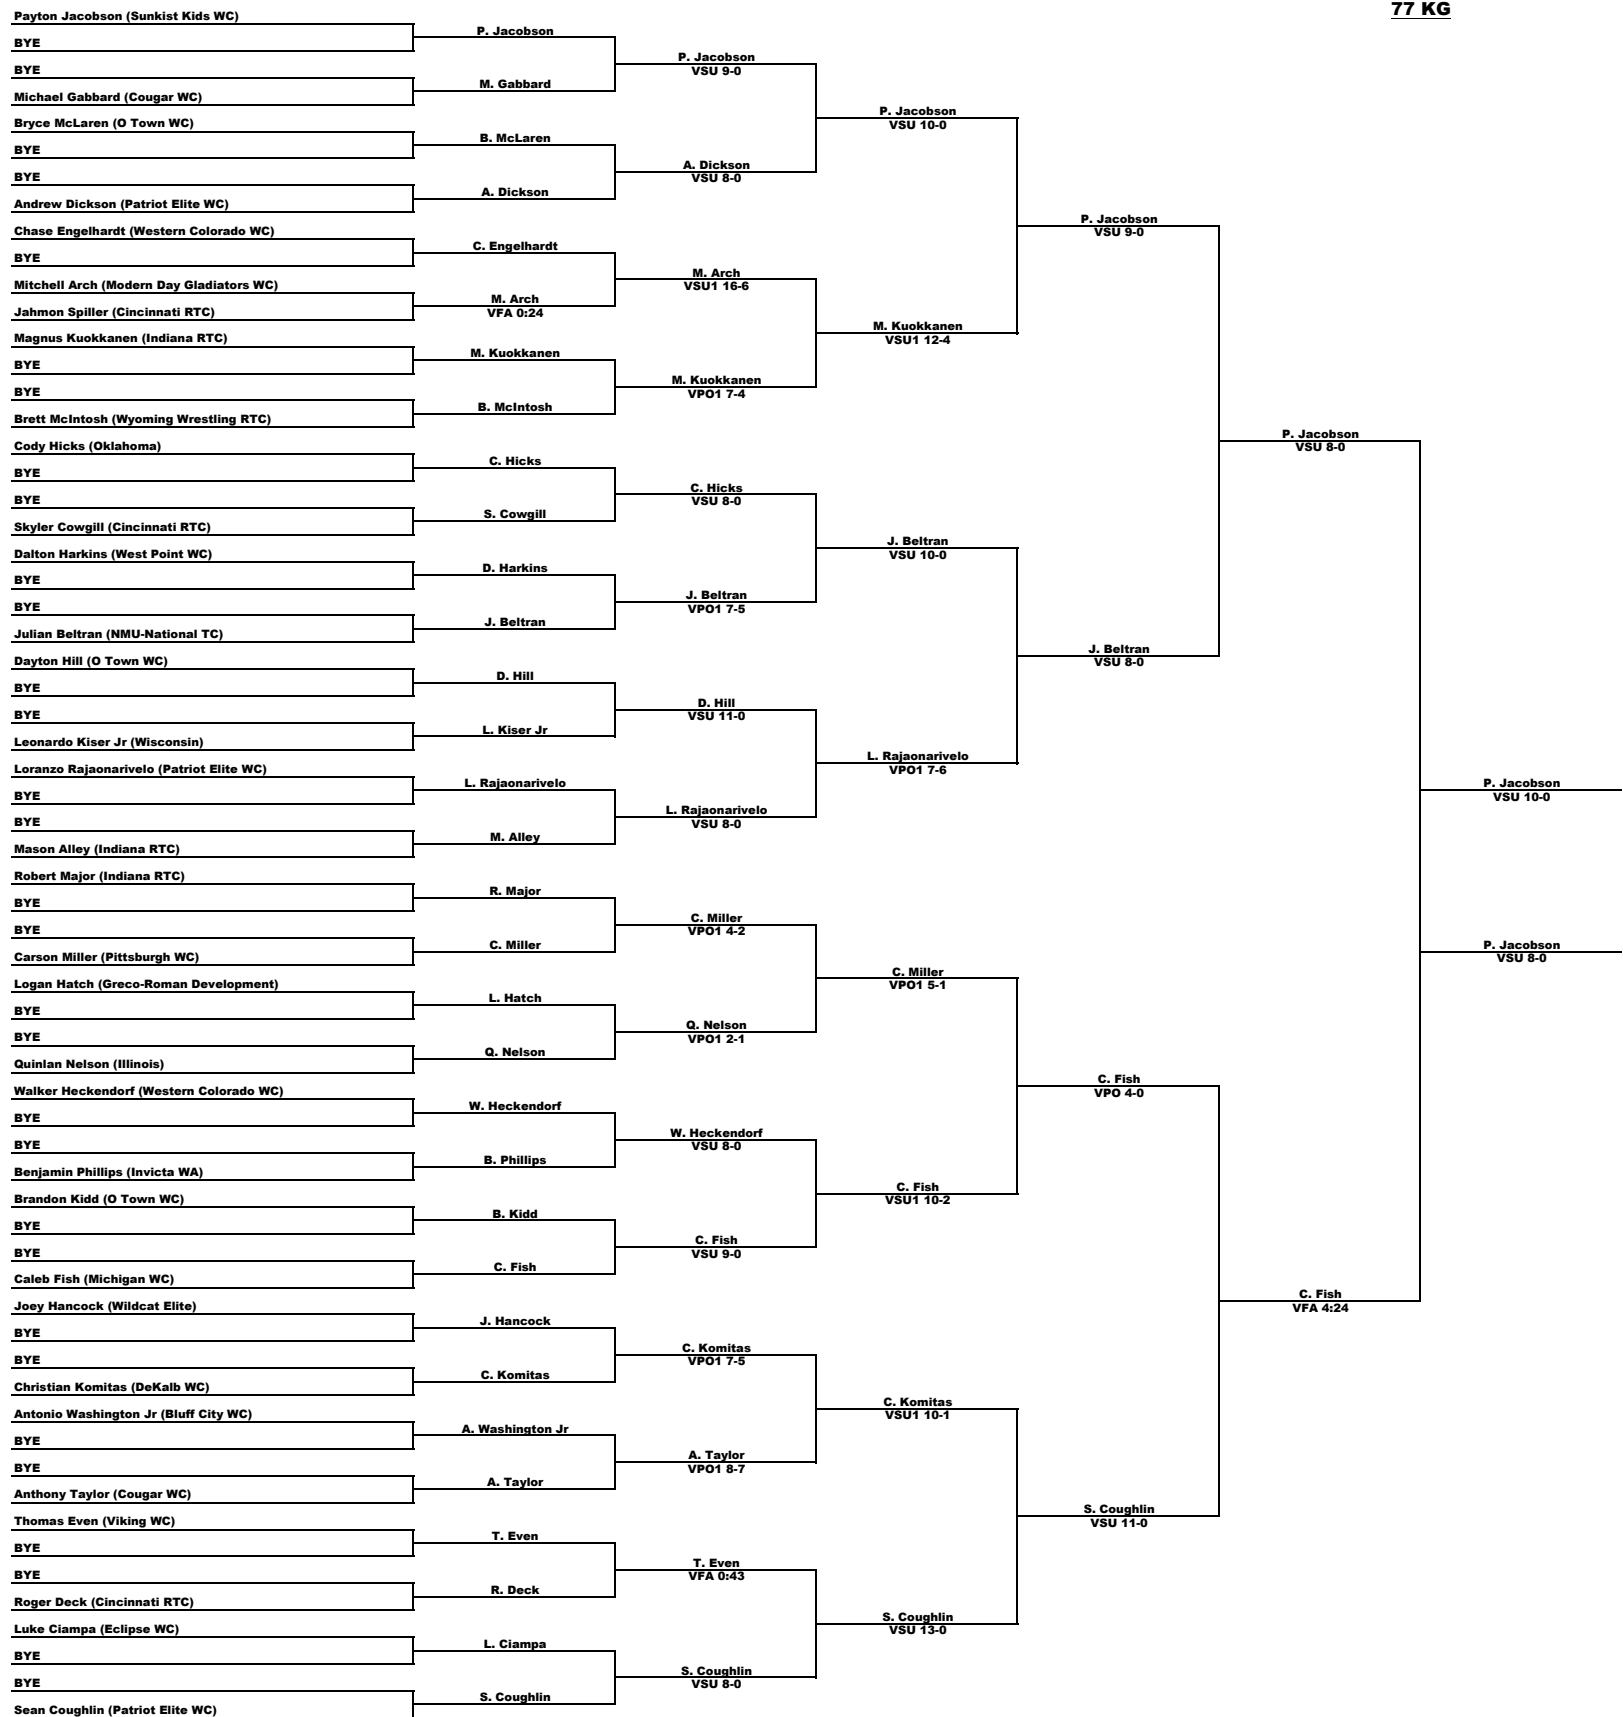 77 KG
Payton Jacobson (Sunkist Kids WC)
BYE
BYE
Michael Gabbard (Cougar WC)
Bryce McLaren (O Town WC)
BYE
BYE
Andrew Dickson (Patriot Elite WC)
Chase Engelhardt (Western Colorado WC)
BYE
Mitchell Arch (Modern Day Gladiators WC)
Jahmon Spiller (Cincinnati RTC)
Magnus Kuokkanen (Indiana RTC)
BYE
BYE
Brett McIntosh (Wyoming Wrestling RTC)
Cody Hicks (Oklahoma)
BYE
BYE
Skyler Cowgill (Cincinnati RTC)
Dalton Harkins (West Point WC)
BYE
BYE
Julian Beltran (NMU-National TC)
Dayton Hill (O Town WC)
BYE
BYE
Leonardo Kiser Jr (Wisconsin)
Loranzo Rajaonarivelo (Patriot Elite WC)
BYE
BYE
Mason Alley (Indiana RTC)
Robert Major (Indiana RTC)
BYE
BYE
Carson Miller (Pittsburgh WC)
Logan Hatch (Greco-Roman Development)
BYE
BYE
Quinlan Nelson (Illinois)
Walker Heckendorf (Western Colorado WC)
BYE
BYE
Benjamin Phillips (Invicta WA)
Brandon Kidd (O Town WC)
BYE
BYE
Caleb Fish (Michigan WC)
Joey Hancock (Wildcat Elite)
BYE
BYE
Christian Komitas (DeKalb WC)
Antonio Washington Jr (Bluff City WC)
BYE
BYE
Anthony Taylor (Cougar WC)
Thomas Even (Viking WC)
BYE
BYE
Roger Deck (Cincinnati RTC)
Luke Ciampa (Eclipse WC)
BYE
BYE
Sean Coughlin (Patriot Elite WC)
P. Jacobson
M. Gabbard
B. McLaren
A. Dickson
C. Engelhardt
M. Arch
VFA 0:24
M. Kuokkanen
B. McIntosh
C. Hicks
S. Cowgill
D. Harkins
J. Beltran
D. Hill
L. Kiser Jr
L. Rajaonarivelo
M. Alley
R. Major
C. Miller
L. Hatch
Q. Nelson
W. Heckendorf
B. Phillips
B. Kidd
C. Fish
J. Hancock
C. Komitas
A. Washington Jr
A. Taylor
T. Even
R. Deck
L. Ciampa
S. Coughlin
P. Jacobson
VSU 9-0
A. Dickson
VSU 8-0
M. Arch
VSU1 16-6
M. Kuokkanen
VPO1 7-4
C. Hicks
VSU 8-0
J. Beltran
VPO1 7-5
D. Hill
VSU 11-0
L. Rajaonarivelo
VSU 8-0
C. Miller
VPO1 4-2
Q. Nelson
VPO1 2-1
W. Heckendorf
VSU 8-0
C. Fish
VSU 9-0
C. Komitas
VPO1 7-5
A. Taylor
VPO1 8-7
T. Even
VFA 0:43
S. Coughlin
VSU 8-0
P. Jacobson
VSU 10-0
M. Kuokkanen
VSU1 12-4
J. Beltran
VSU 10-0
L. Rajaonarivelo
VPO1 7-6
C. Miller
VPO1 5-1
C. Fish
VSU1 10-2
C. Komitas
VSU1 10-1
S. Coughlin
VSU 13-0
P. Jacobson
VSU 9-0
J. Beltran
VSU 8-0
C. Fish
VPO 4-0
S. Coughlin
VSU 11-0
P. Jacobson
VSU 8-0
C. Fish
VFA 4:24
P. Jacobson
VSU 10-0
P. Jacobson
VSU 8-0